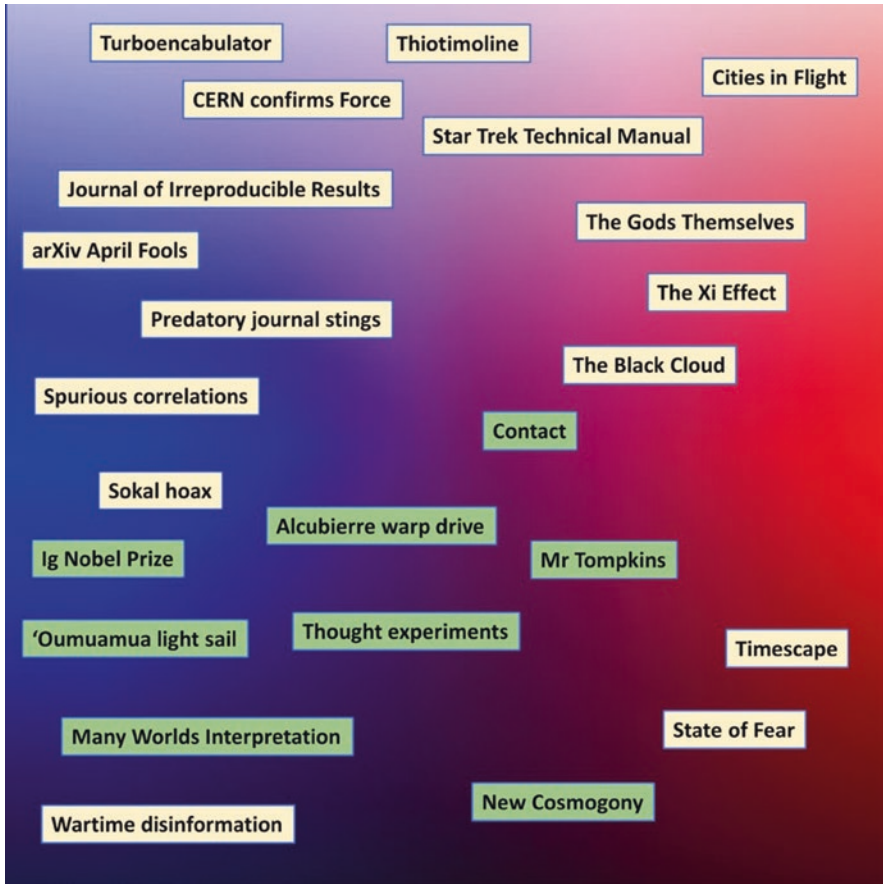 Turboencabulator
Thiotimoline
Cities in Flight
CERN confirms Force
Star Trek Technical Manual
Journal of Irreproducible Results
The Gods Themselves
arXiv April Fools
The Xi Effect
Predatory journal stings
The Black Cloud
Spurious correlations
Contact
Sokal hoax
Alcubierre warp drive
Ig Nobel Prize
Mr Tompkins
‘Oumuamua light sail
Thought experiments
Timescape
Many Worlds Interpretation
State of Fear
New Cosmogony
Wartime disinformation